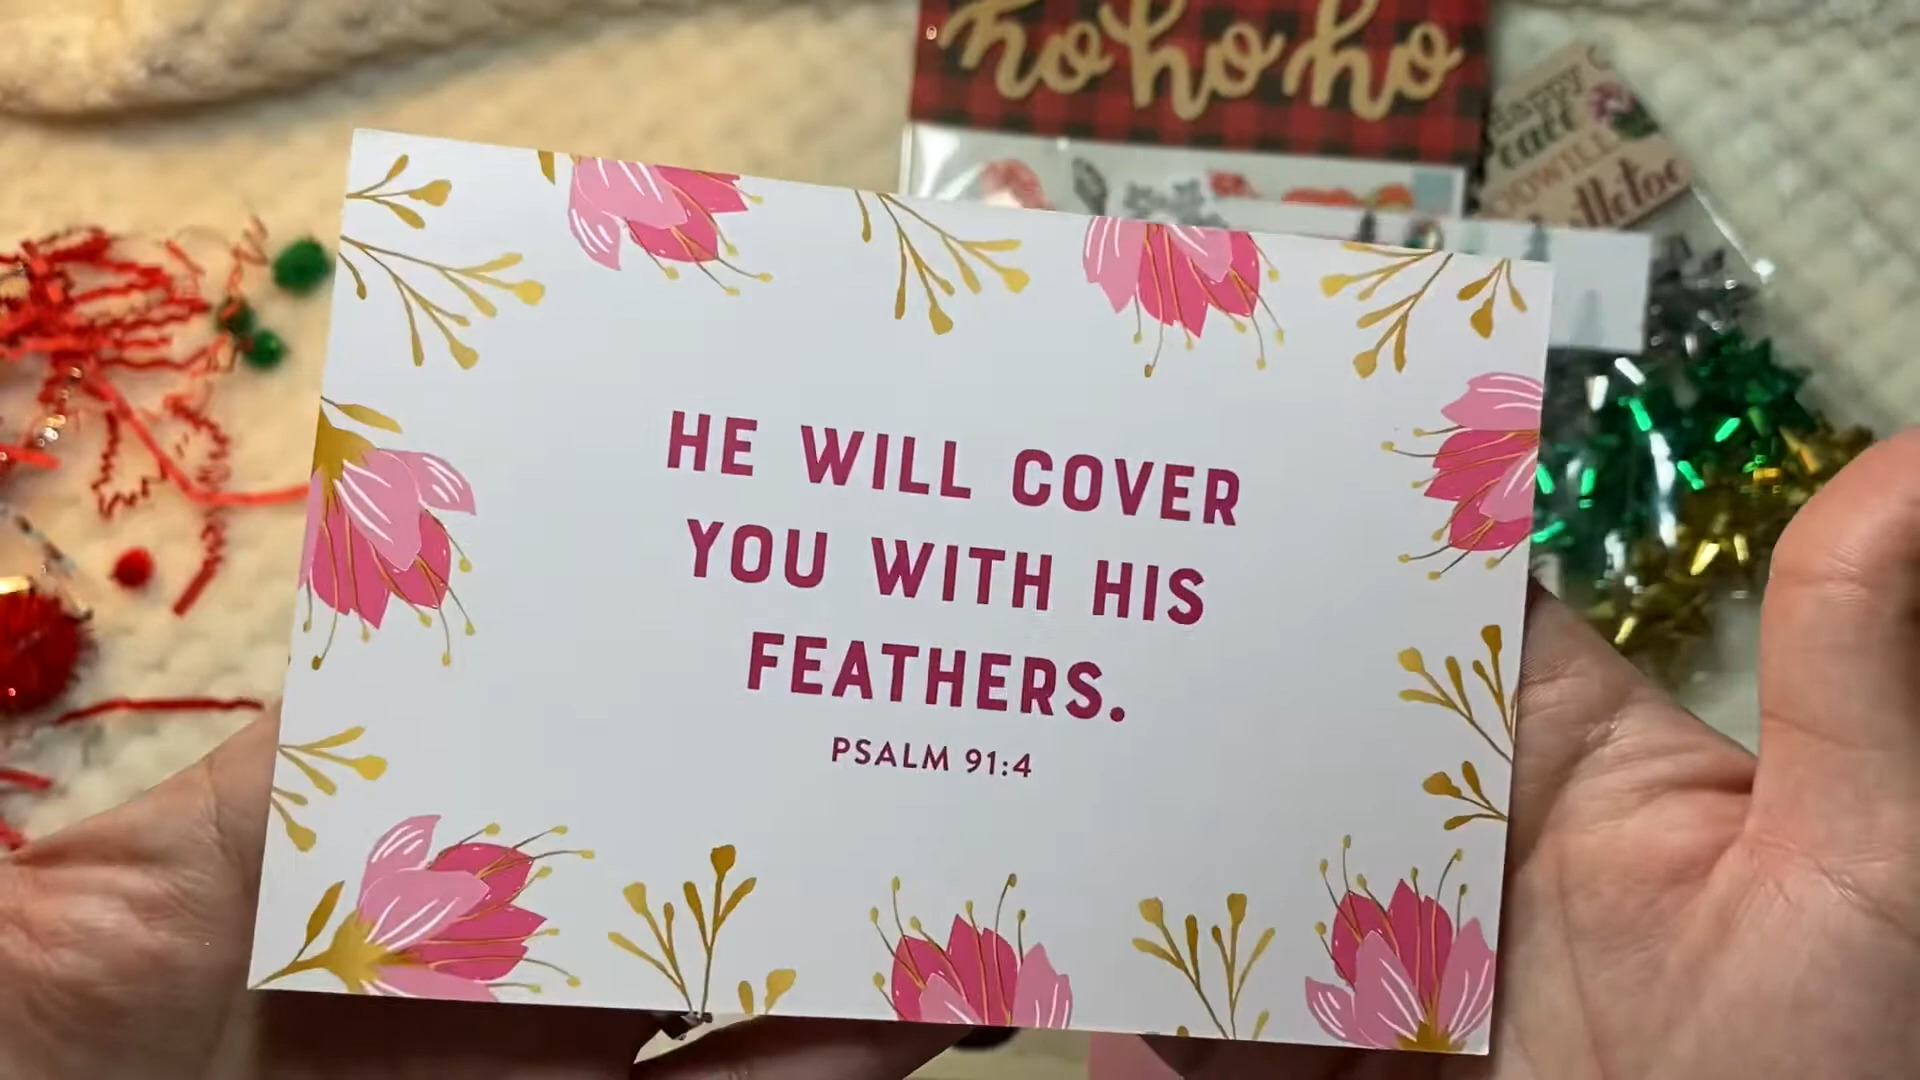 ho ho ho
HE WILL COVER
YOU WITH HIS
FEATHERS.
PSALM 91:4